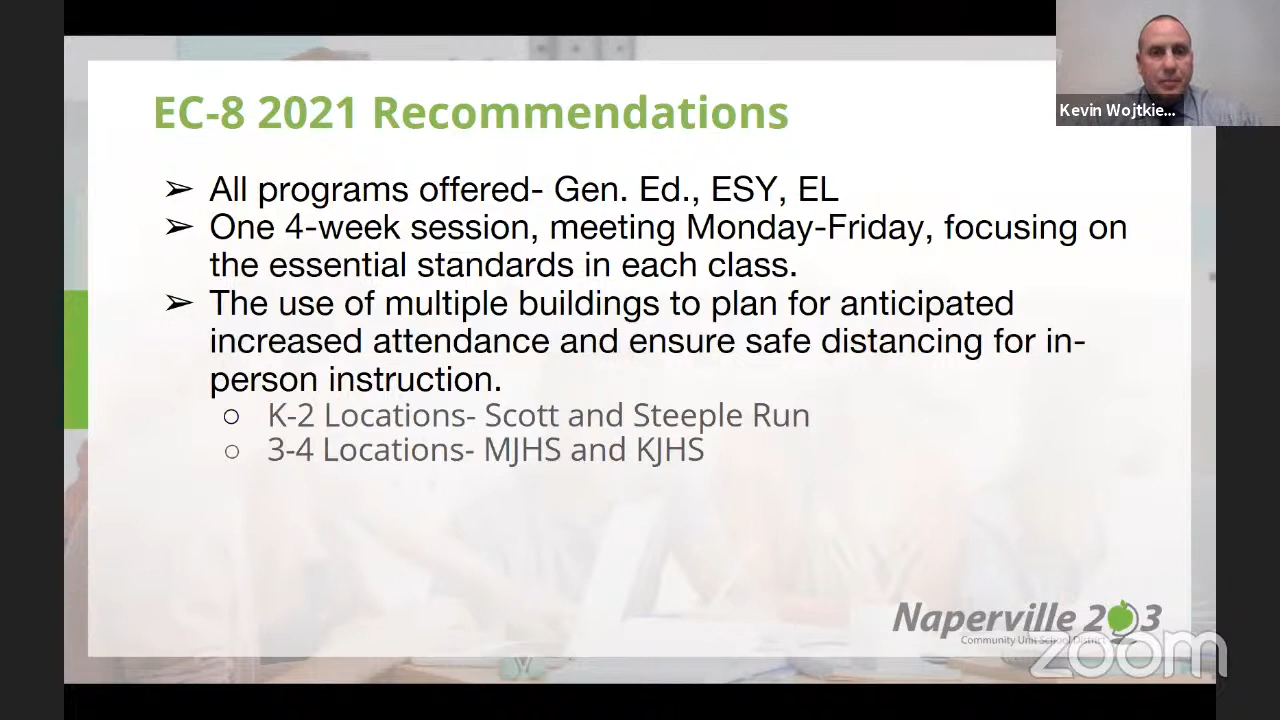 EC-8 2021 Recommendations
Kevin Wojtkie...
➢ All programs offered- Gen. Ed., ESY, EL
➢ One 4-week session, meeting Monday-Friday, focusing on
the essential standards in each class.
➢ The use of multiple buildings to plan for anticipated
increased attendance and ensure safe distancing for in-
person instruction.
○ K-2 Locations- Scott and Steeple Run
○ 3-4 Locations- MJHS and KJHS
Naperville 203
Community Unit School District
zoom